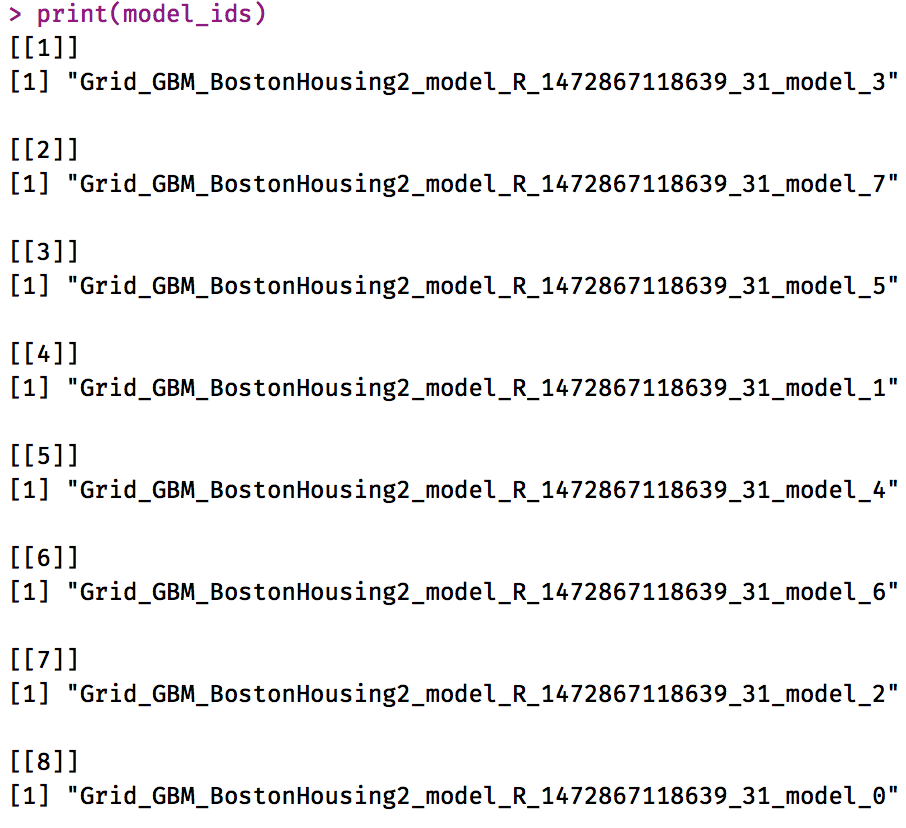 > print(model_ids)
[[1]]
[1] "Grid_GBM_BostonHousing2_model_R_1472867118639_31_model_3"
[[2]]
[1] "Grid_GBM_BostonHousing2_model_R_1472867118639_31_model_7"
[[3]]
[1] "Grid_GBM_BostonHousing2_model_R_1472867118639_31_model_5"
[[4]]
[1] "Grid_GBM_BostonHousing2_model_R_1472867118639_31_model_1"
[[5]]
[1] "Grid_GBM_BostonHousing2_model_R_1472867118639_31_model_4"
[[6]]
[1] "Grid_GBM_BostonHousing2_model_R_1472867118639_31_model_6"
[[7]]
[1] "Grid_GBM_BostonHousing2_model_R_1472867118639_31_model_2"
[[8]]
[1] "Grid_GBM_BostonHousing2_model_R_1472867118639_31_model_0"